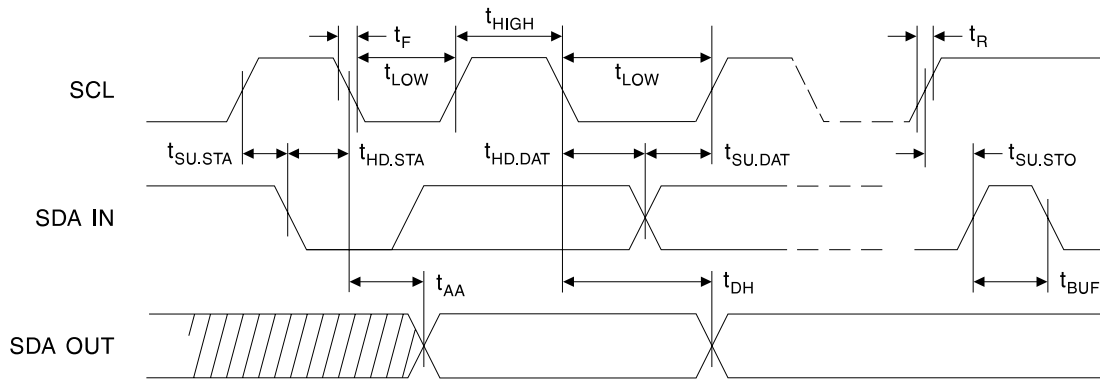 tHIGH
tF
tR
tLOW
tLOW
SCL
tSU.STA
tHD.STA
tHD.DAT
tSU.DAT
tSU.STO
SDA IN
tAA
tDH
tBUF
SDA OUT